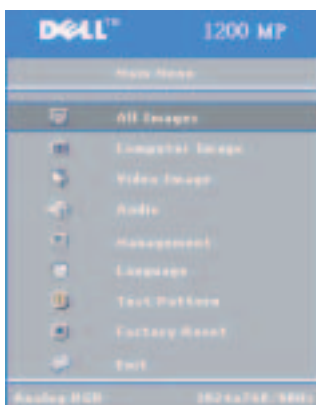 DELL™ 1200 MP
Main Menu
All Images
Computer Image
Video Image
Audio
Management
Language
Test Pattern
Factory Reset
Exit
Analog RGB